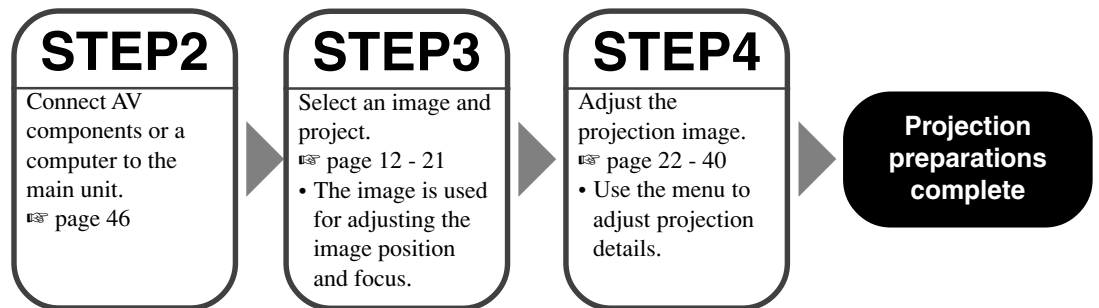 STEP2
Connect AV
components or a
computer to the
main unit.
☞ page 46
STEP3
Select an image and
project.
☞ page 12 - 21
• The image is used
for adjusting the
image position
and focus.
STEP4
Adjust the
projection image.
☞ page 22 - 40
• Use the menu to
adjust projection
details.
Projection
preparations
complete